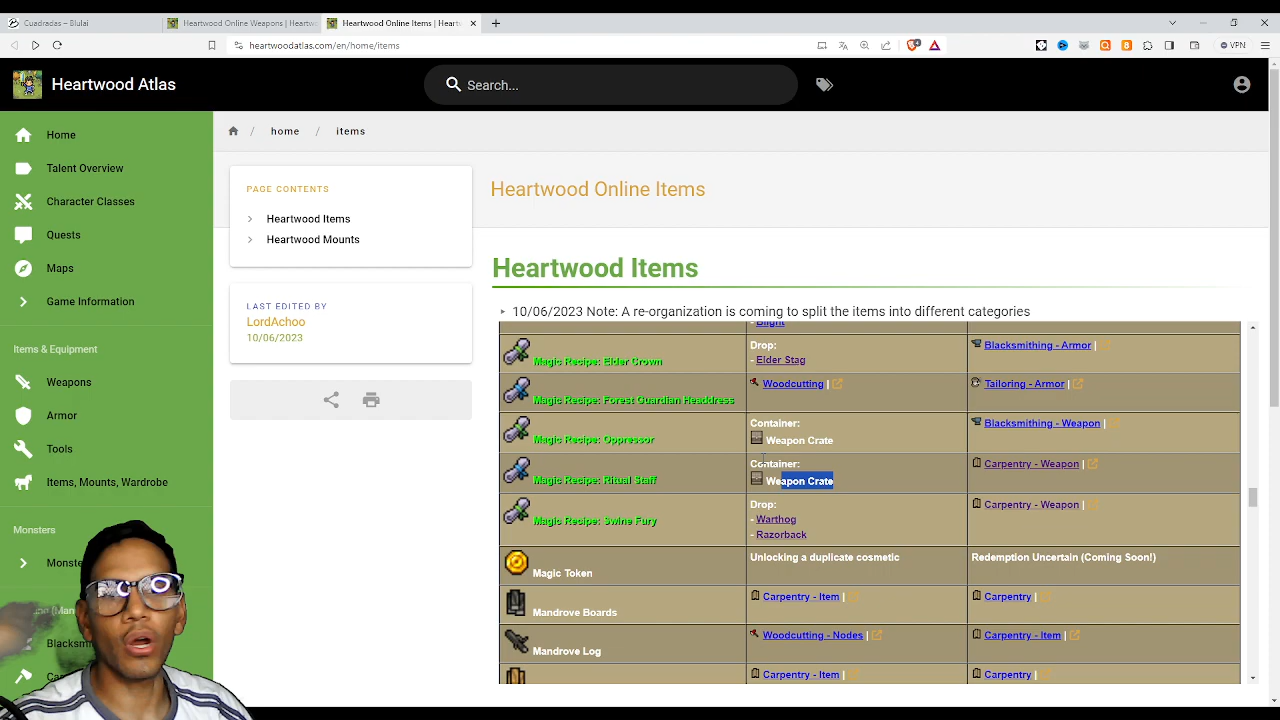 Cuadradas – Blulai
Heartwood Online Weapons | Heartw
Heartwood Online Items | Heart
heartwoodatlas.com/en/home/items
VPN
Heartwood Atlas
Search...
Home
Talent Overview
Character Classes
Quests
Maps
Game Information
Items & Equipment
Weapons
Armor
Tools
Items, Mounts, Wardrobe
Monsters
Monste
Blacksm
home / items
PAGE CONTENTS
Heartwood Items
Heartwood Mounts
LAST EDITED BY
LordAchoo
10/06/2023
Heartwood Online Items
Heartwood Items
10/06/2023 Note: A re-organization is coming to split the items into different categories
- Blight
Magic Recipe: Elder Crown
Drop:
- Elder Stag
Blacksmithing - Armor |
Magic Recipe: Forest Guardian Headdress
Woodcutting |
Tailoring - Armor |
Magic Recipe: Oppressor
Container:
Weapon Crate
Blacksmithing - Weapon |
Magic Recipe: Ritual Staff
Container:
Weapon Crate
Carpentry - Weapon |
Magic Recipe: Swine Fury
Drop:
- Warthog
- Razorback
Carpentry - Weapon |
Magic Token
Unlocking a duplicate cosmetic
Redemption Uncertain (Coming Soon!)
Mandrove Boards
Carpentry - Item |
Carpentry |
Mandrove Log
Woodcutting - Nodes |
Carpentry - Item |
Carpentry - Item |
Carpentry |